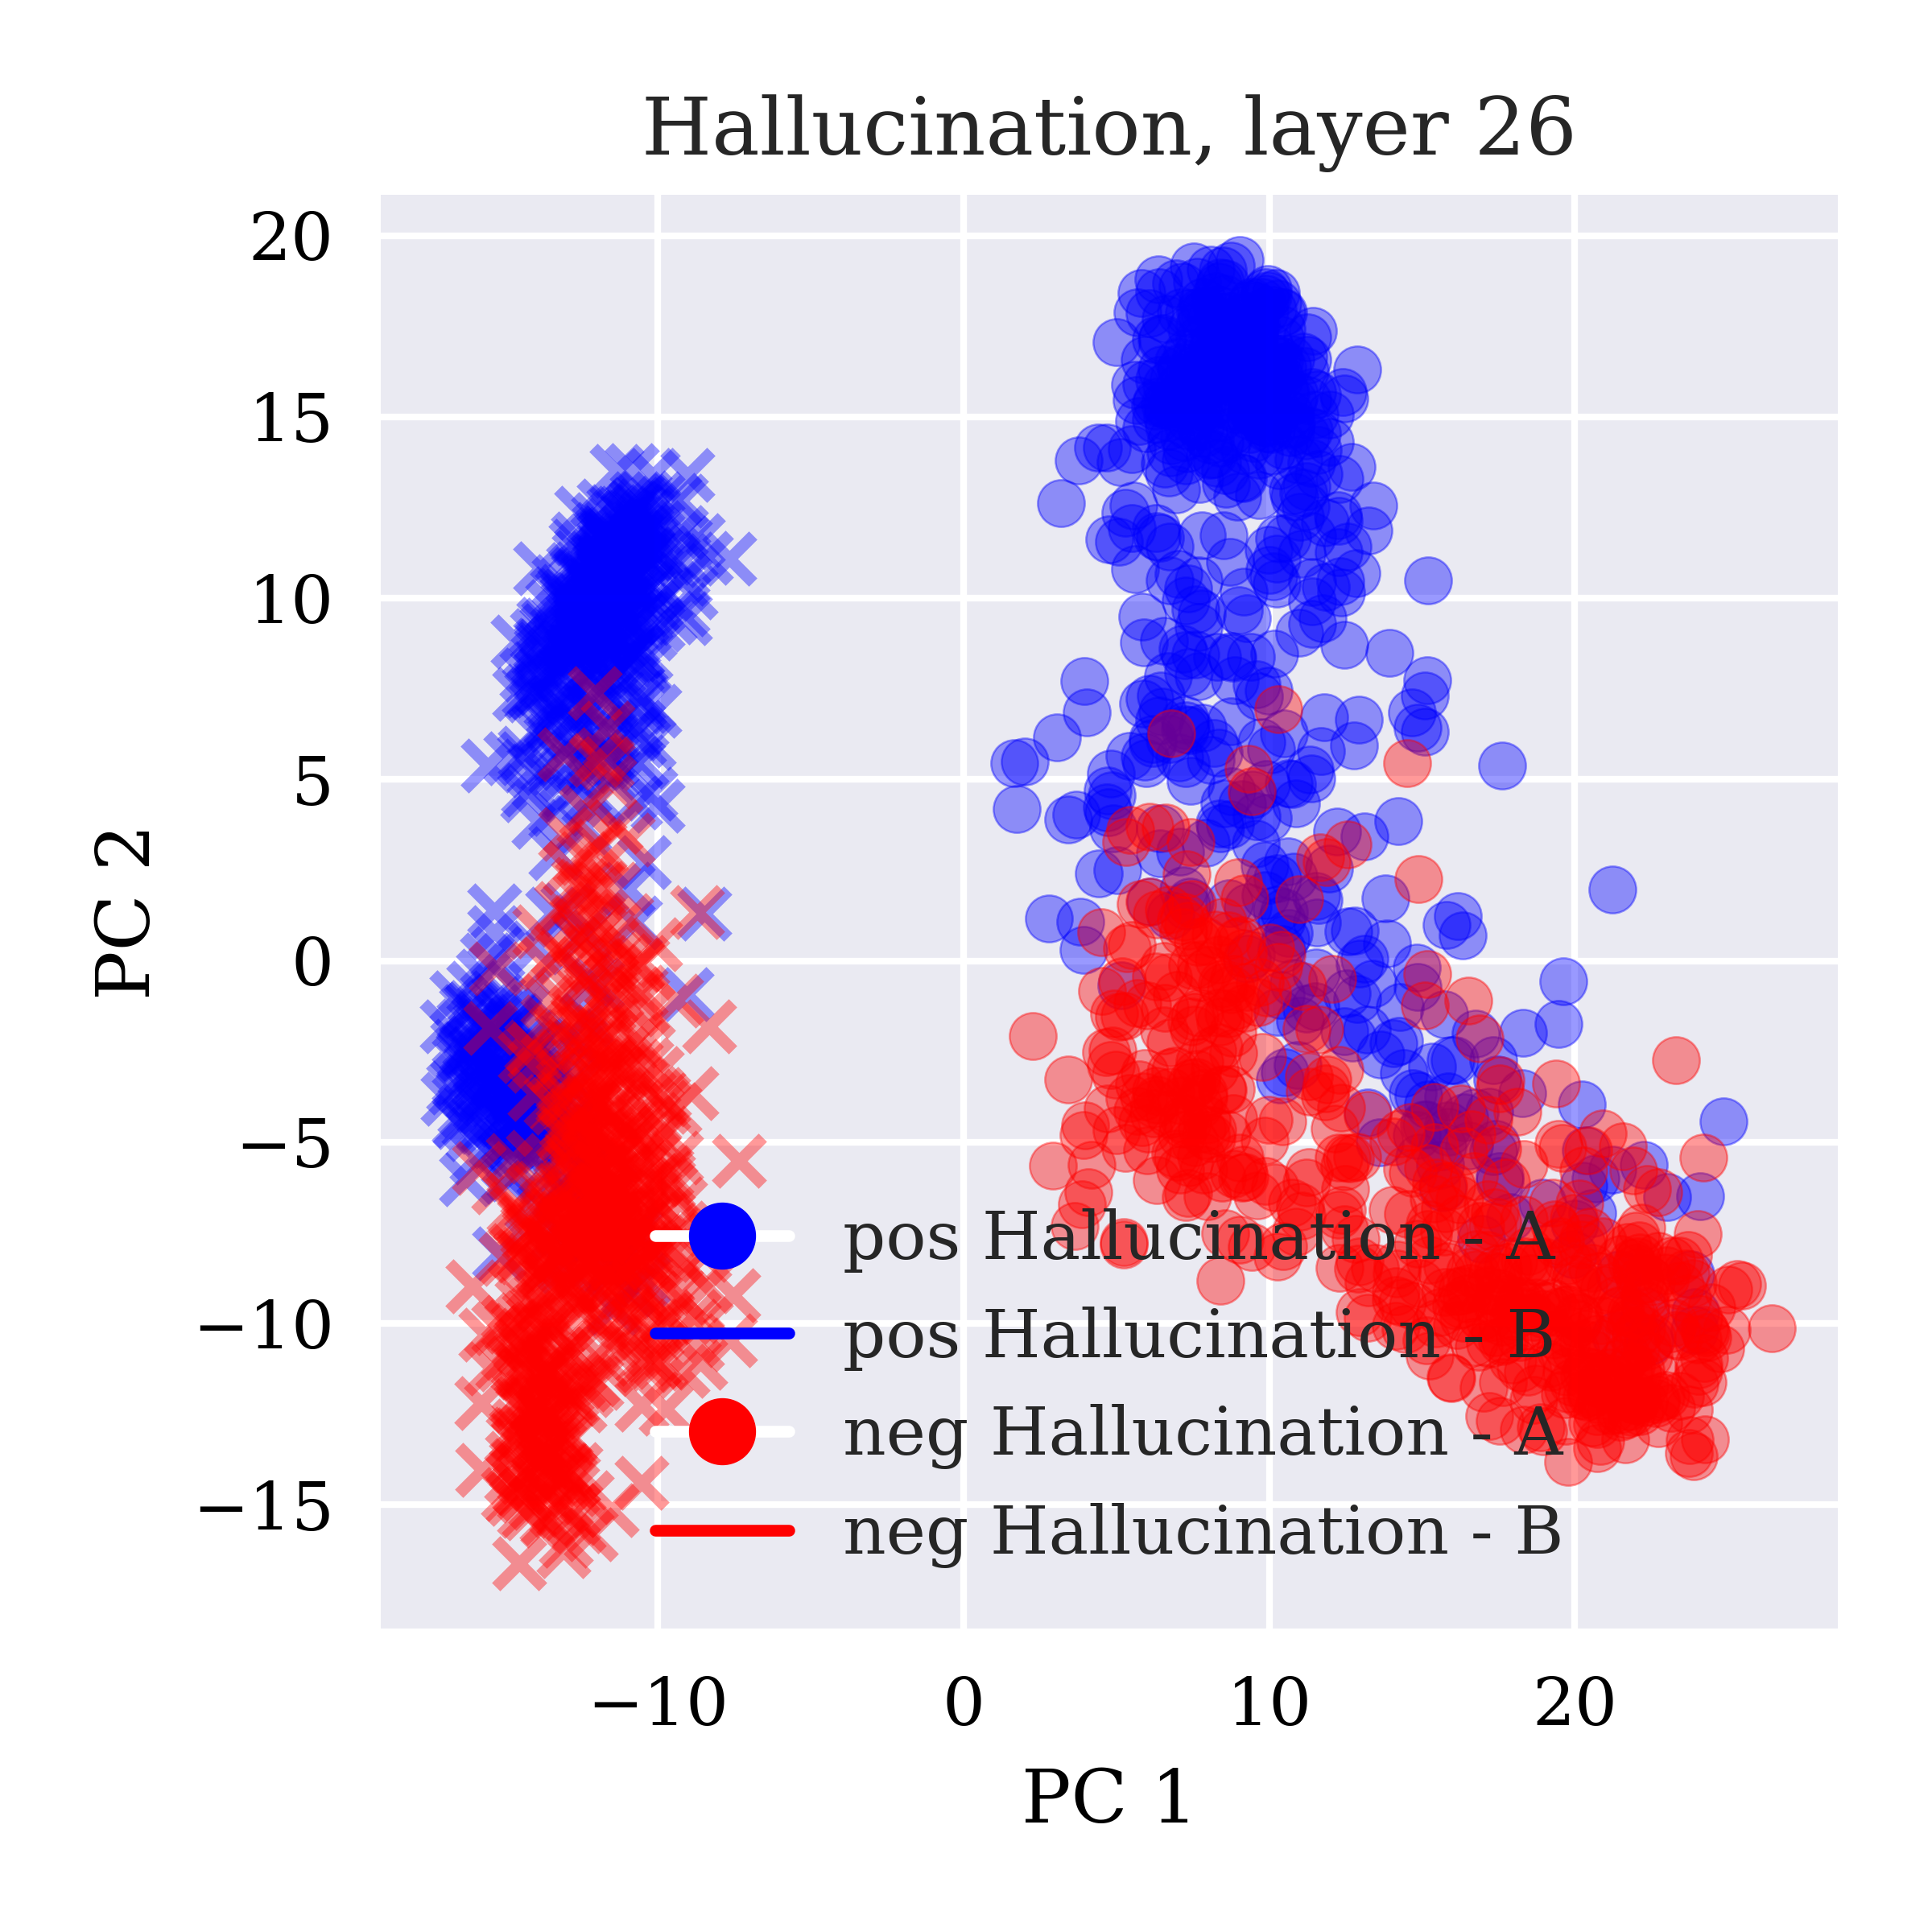 Hallucination, layer 26
20
15
10
5
0
−5
−10
−15
PC 2
pos Hallucination - A
pos Hallucination - B
neg Hallucination - A
neg Hallucination - B
−10 0 10 20
PC 1